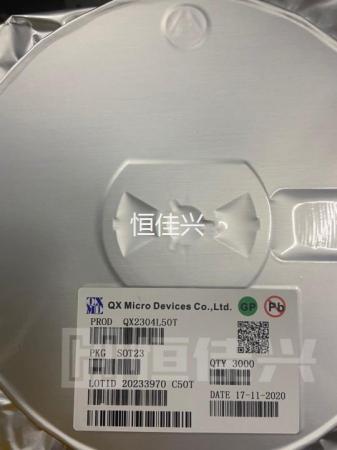 恒佳兴
QX Micro Devices Co.,Ltd.
GP
Pb
PROD QX2304L50T
PKG SOT23
QTY 3000
LOTID 20233970 C50T
DATE 17-11-2020
恒佳兴